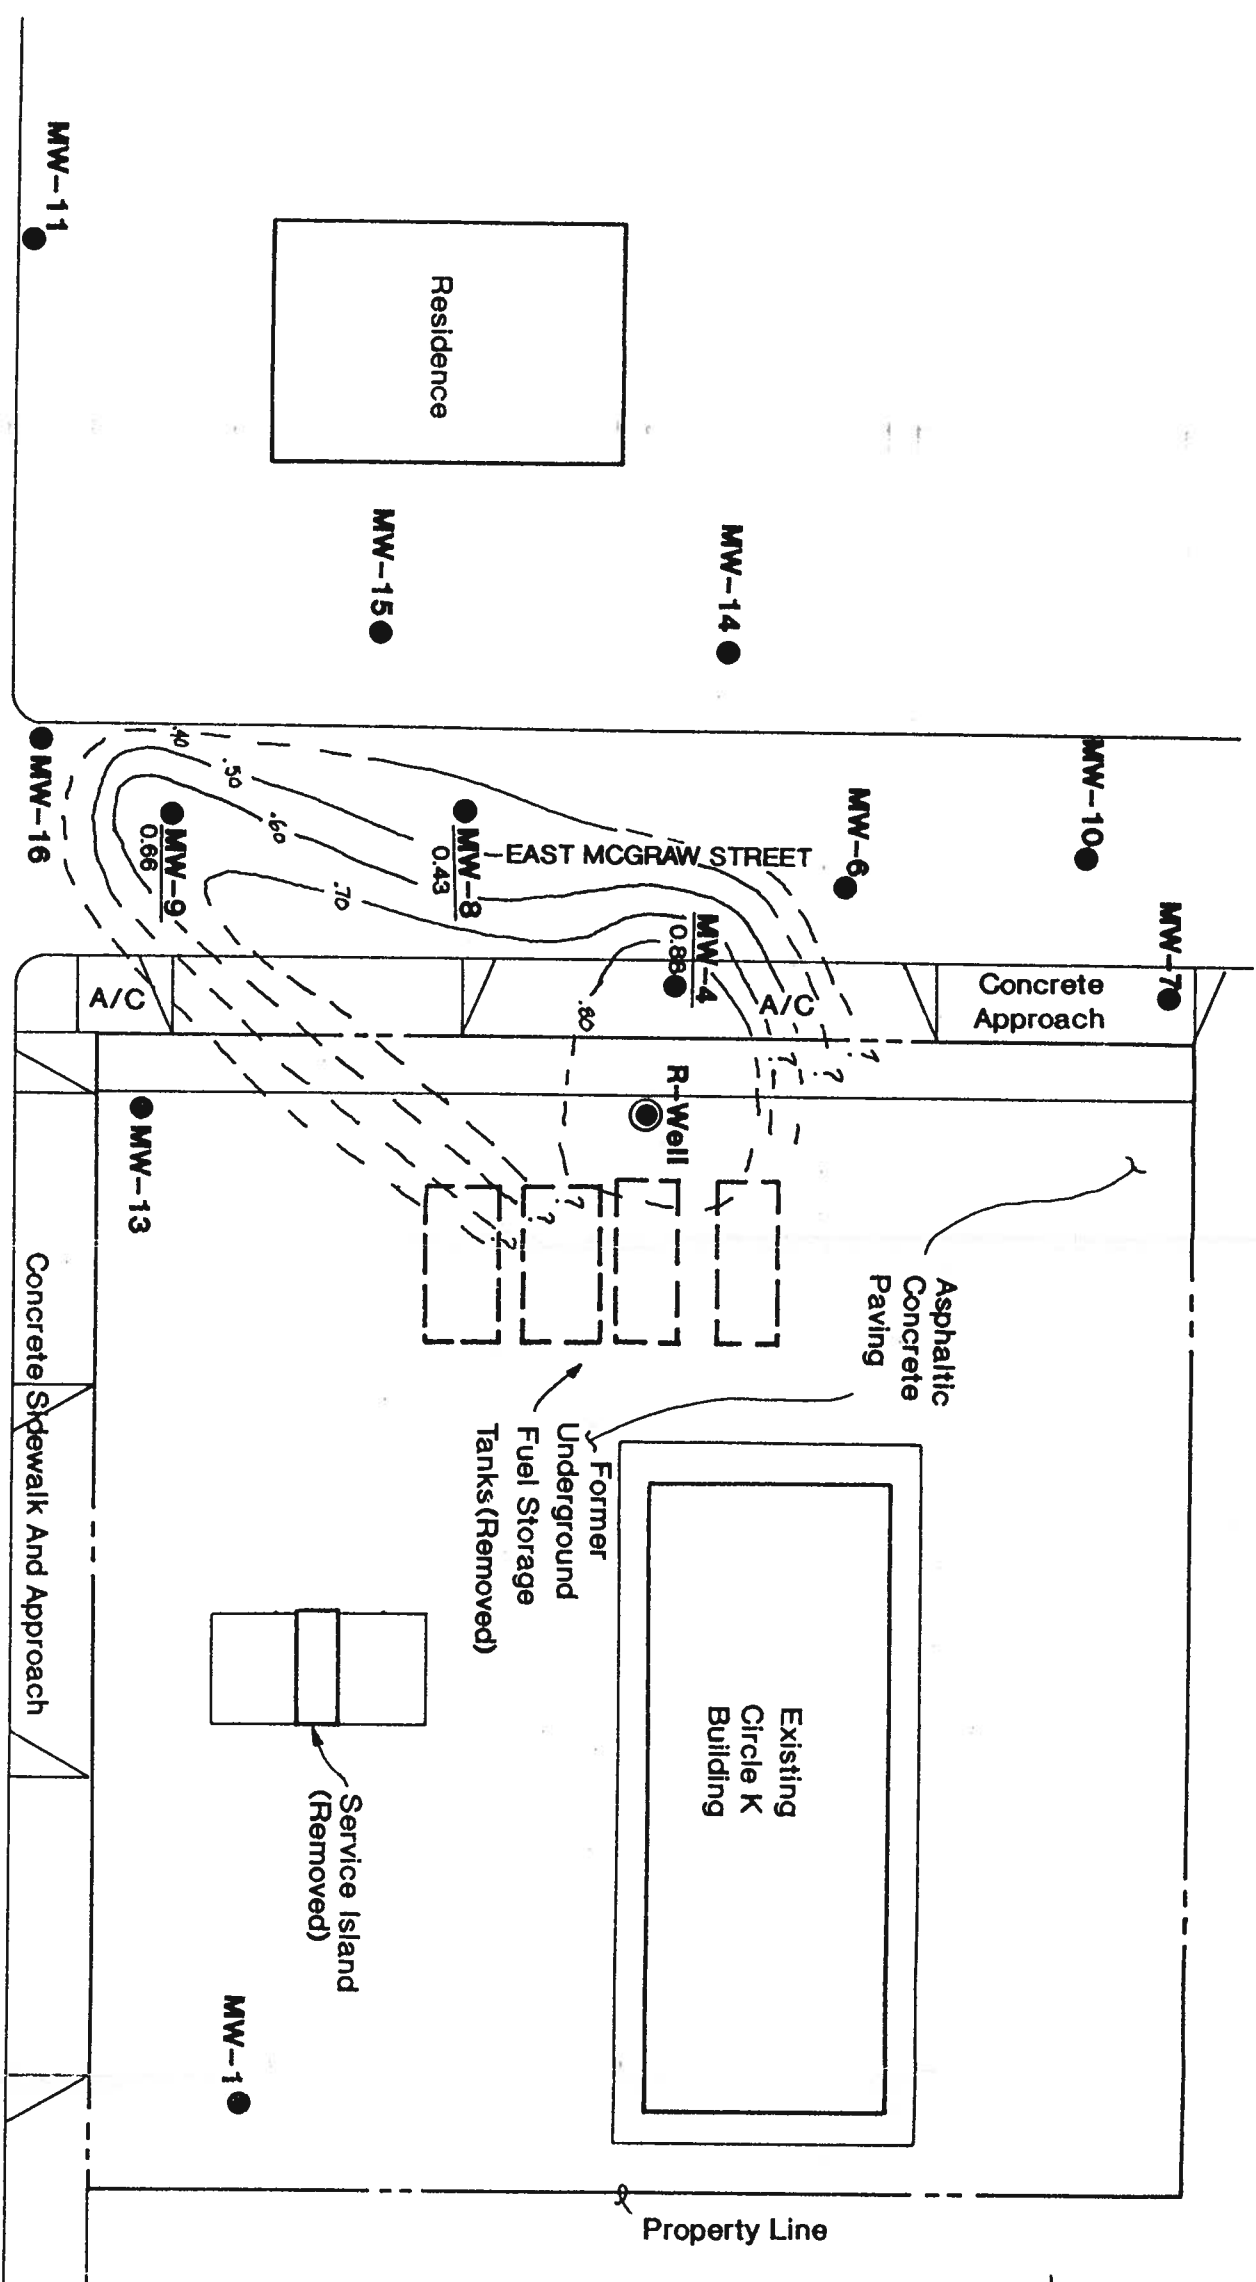 MW-11
Residence
MW-15
MW-14
MW-10
MW-6
MW-7
MW-16
MW-9
0.66
MW-8
0.43
EAST MCGRAW STREET
MW-4
.40
.50
.60
.70
.80
A/C
A/C
Concrete
Approach
?
?
?
?
?
?
R-Well
MW-13
Asphaltic
Concrete
Paving
Former
Underground
Fuel Storage
Tanks(Removed)
Existing
Circle K
Building
Service Island
(Removed)
Concrete Sidewalk And Approach
MW-1
Property Line